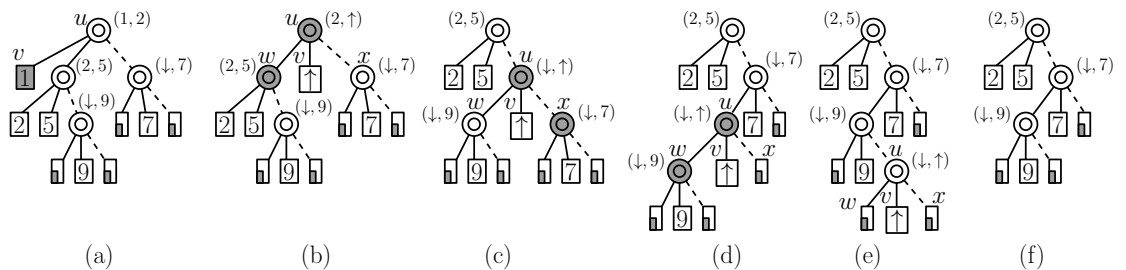 u (1, 2)
v
1
(2, 5)
(↓, 7)
2 5
(↓, 9)
7
9
(a)
u (2, ↑)
(2, 5) w
v
↑
x
(↓, 7)
2 5
(↓, 9)
7
9
(b)
(2, 5)
2 5
u
(↓, ↑)
w
(↓, 9)
v
↑
x
(↓, 7)
9
7
(c)
(2, 5)
2 5
(↓, 7)
u
(↓, ↑)
7
w
(↓, 9)
v
↑
x
9
(d)
(2, 5)
2 5
(↓, 7)
(↓, 9)
7
9
u
(↓, ↑)
w
v
↑
x
(e)
(2, 5)
2 5
(↓, 7)
(↓, 9)
7
9
(f)